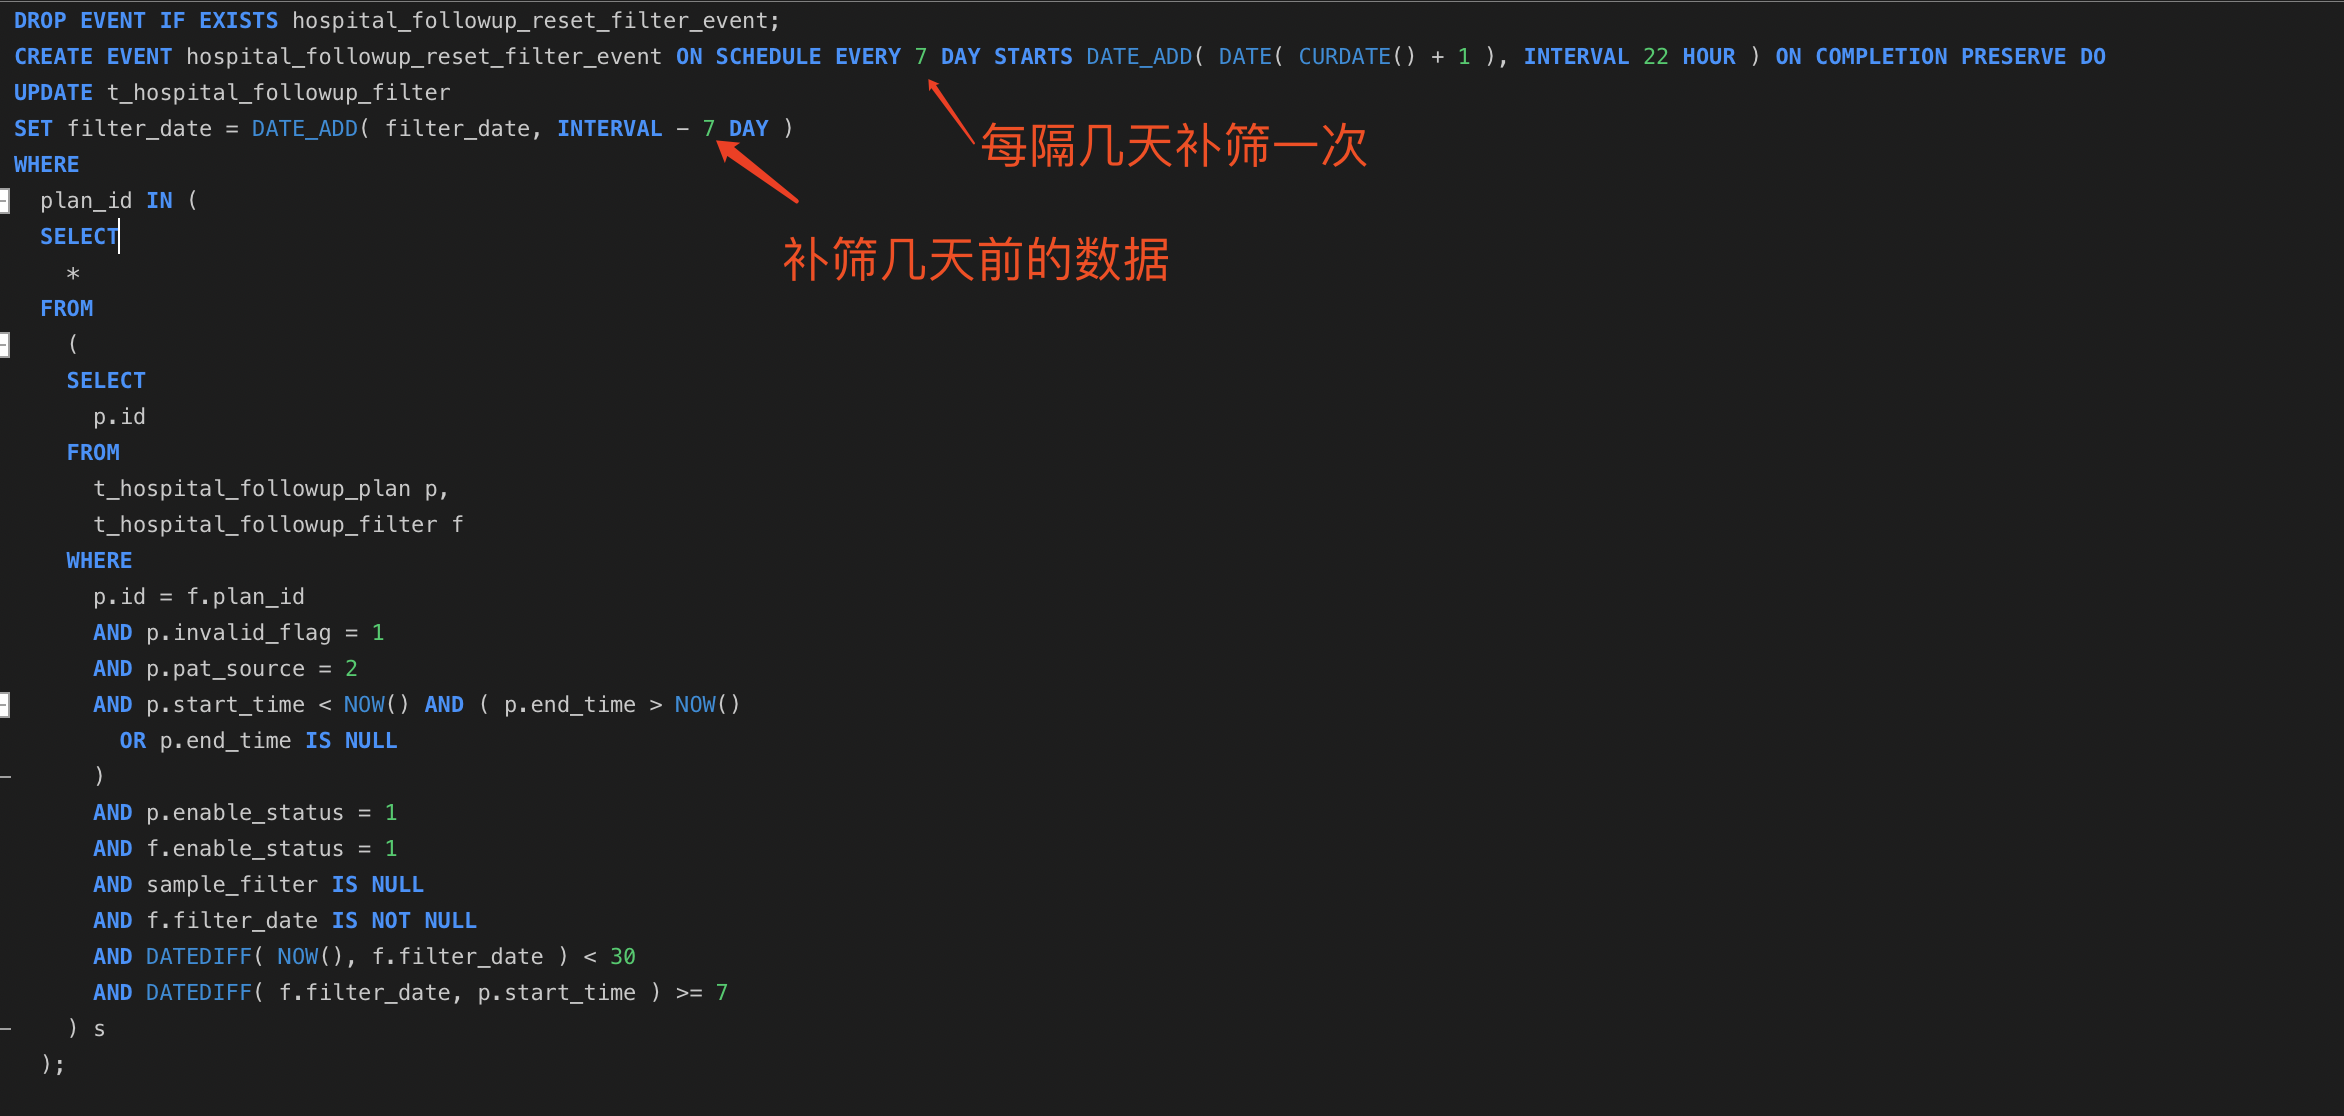 DROP EVENT IF EXISTS hospital_followup_reset_filter_event;
CREATE EVENT hospital_followup_reset_filter_event ON SCHEDULE EVERY 7 DAY STARTS DATE_ADD( DATE( CURDATE() + 1 ), INTERVAL 22 HOUR ) ON COMPLETION PRESERVE DO
UPDATE t_hospital_followup_filter
SET filter_date = DATE_ADD( filter_date, INTERVAL - 7 DAY )
每隔几天补筛一次
WHERE
plan_id IN (
SELECT
补筛几天前的数据
*
FROM
(
SELECT
p.id
FROM
t_hospital_followup_plan p,
t_hospital_followup_filter f
WHERE
p.id = f.plan_id
AND p.invalid_flag = 1
AND p.pat_source = 2
AND p.start_time < NOW() AND ( p.end_time > NOW()
OR p.end_time IS NULL
)
AND p.enable_status = 1
AND f.enable_status = 1
AND sample_filter IS NULL
AND f.filter_date IS NOT NULL
AND DATEDIFF( NOW(), f.filter_date ) < 30
AND DATEDIFF( f.filter_date, p.start_time ) >= 7
) s
);